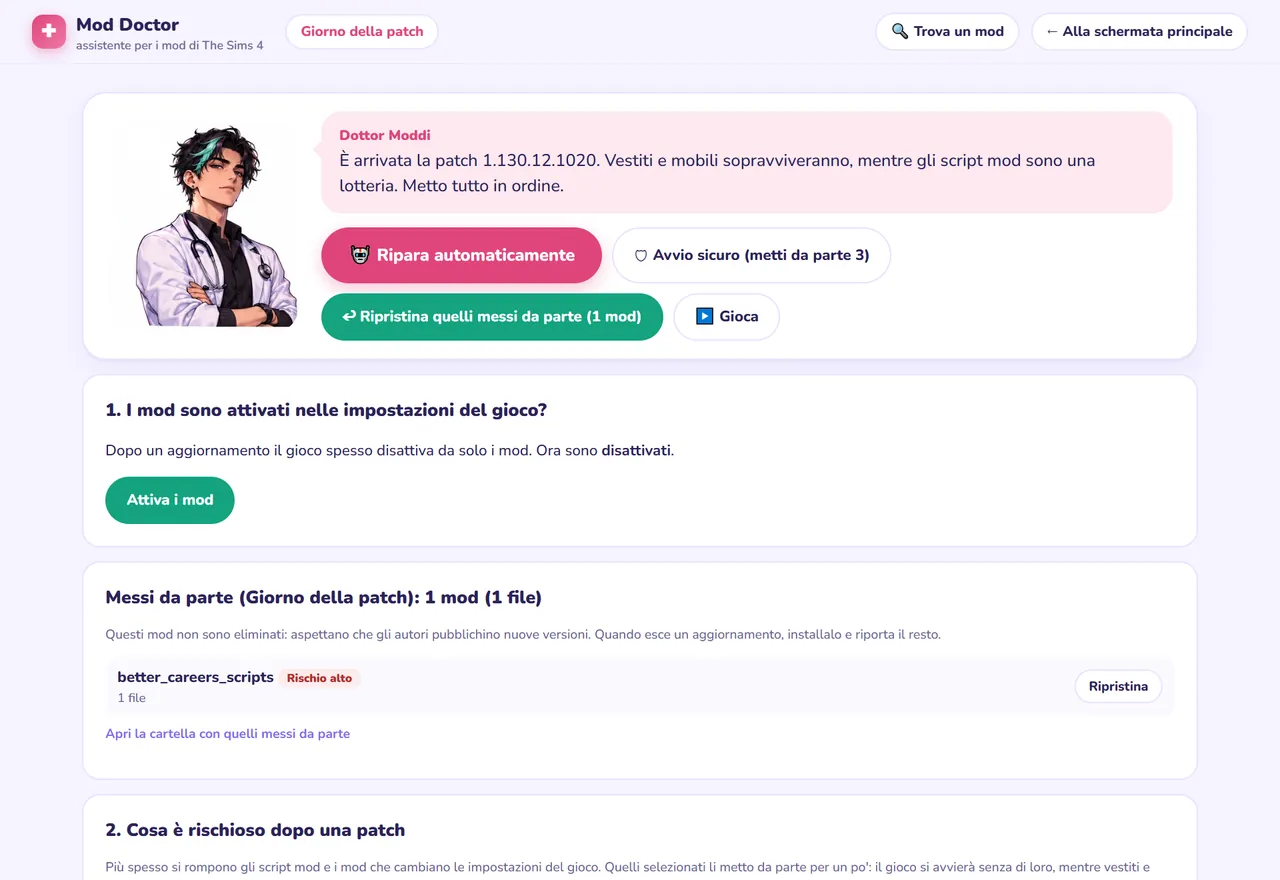 Mod Doctor
assistente per i mod di The Sims 4
Giorno della patch
Trova un mod
← Alla schermata principale
Dottor Moddi
È arrivata la patch 1.130.12.1020. Vestiti e mobili sopravviveranno, mentre gli script mod sono una
lotteria. Metto tutto in ordine.
Ripara automaticamente
Avvio sicuro (metti da parte 3)
Ripristina quelli messi da parte (1 mod)
Gioca
1. I mod sono attivati nelle impostazioni del gioco?
Dopo un aggiornamento il gioco spesso disattiva da solo i mod. Ora sono disattivati.
Attiva i mod
Messi da parte (Giorno della patch): 1 mod (1 file)
Questi mod non sono eliminati: aspettano che gli autori pubblichino nuove versioni. Quando esce un aggiornamento, installalo e riporta il resto.
better_careers_scripts Rischio alto
1 file
Ripristina
Apri la cartella con quelli messi da parte
2. Cosa è rischioso dopo una patch
Più spesso si rompono gli script mod e i mod che cambiano le impostazioni del gioco. Quelli selezionati li metto da parte per un po': il gioco si avvierà senza di loro, mentre vestiti e